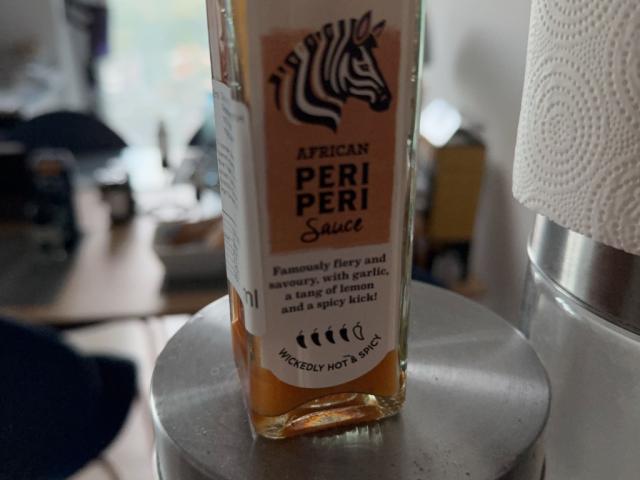 AFRICAN
PERI
PERI
Sauce
Famously fiery and
savoury, with garlic,
a tang of lemon
and a spicy kick!
WICKEDLY HOT & SPICY
ml